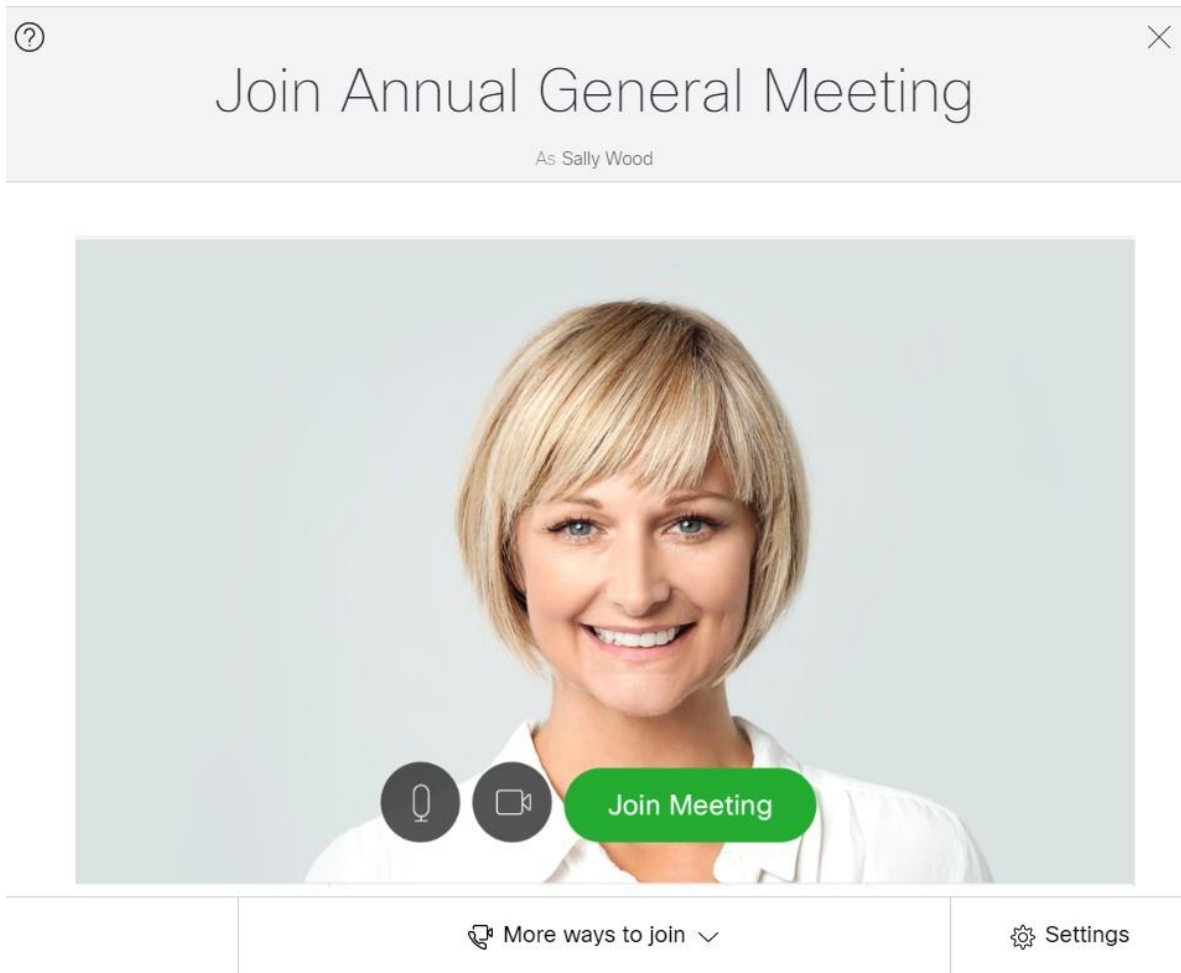 Join Annual General Meeting
As Sally Wood
Join Meeting
More ways to join
Settings